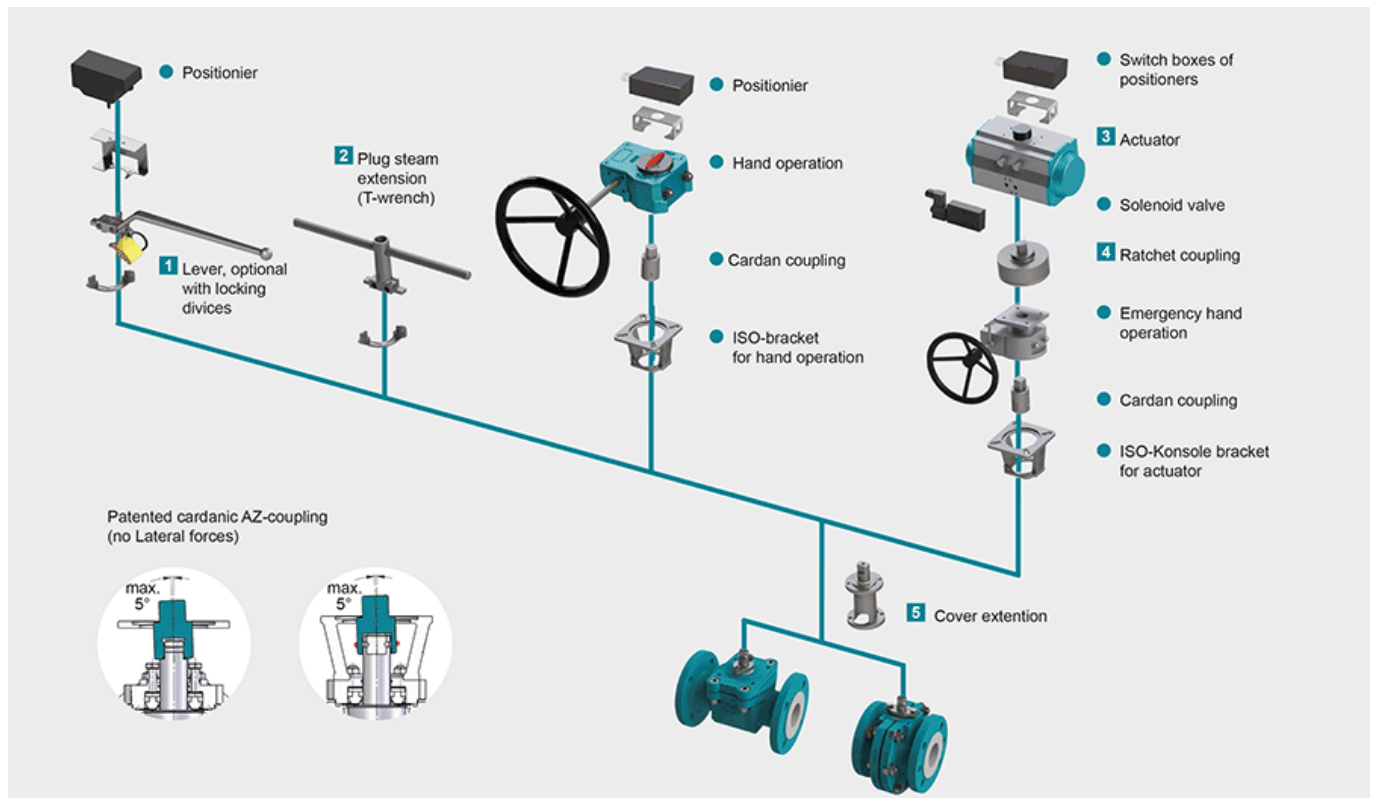 Positionier
1 Lever, optional
with locking
divices
2 Plug steam
extension
(T-wrench)
Positionier
Hand operation
Cardan coupling
ISO-bracket
for hand operation
Switch boxes of
positioners
3 Actuator
Solenoid valve
4 Ratchet coupling
Emergency hand
operation
Cardan coupling
ISO-Konsole bracket
for actuator
5 Cover extention
Patented cardanic AZ-coupling
(no Lateral forces)
max.
5°
max.
5°